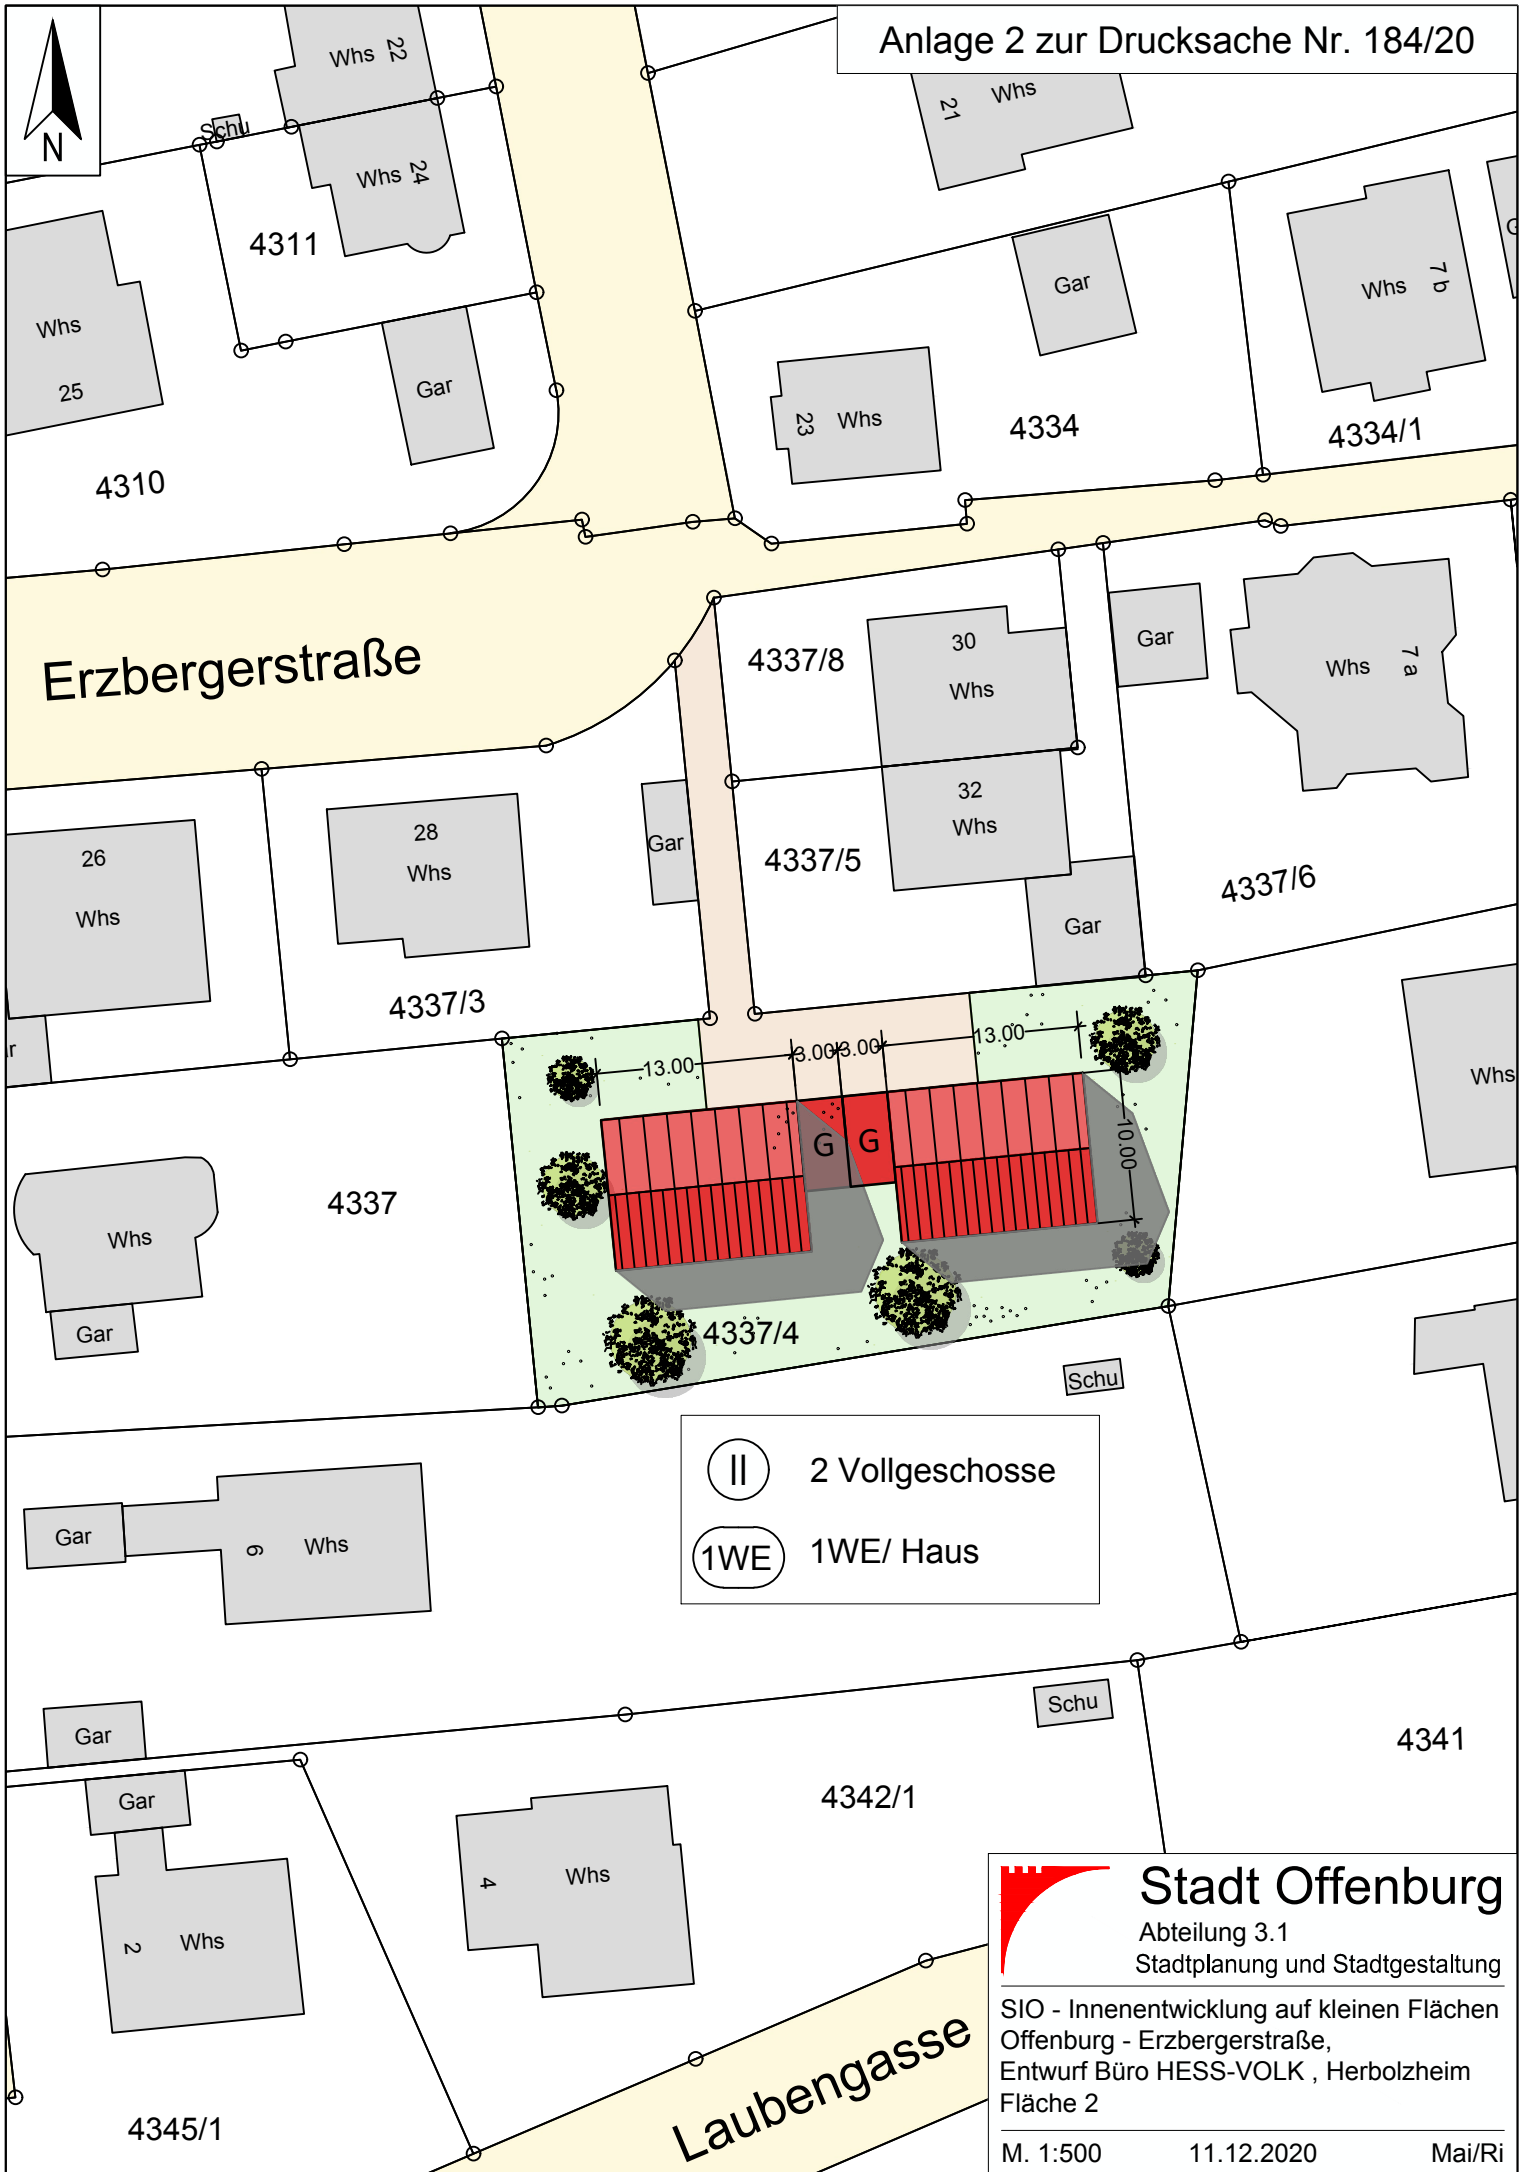 Anlage 2 zur Drucksache Nr. 184/20
N
Whs 22
Schu
Whs 24
4311
Whs 21
Whs
25
Gar
4310
Gar
Whs 7 b
23 Whs
4334
4334/1
Erzbergerstraße
4337/8
30
Whs
Gar
Whs 7 a
26
Whs
28
Whs
Gar
4337/5
32
Whs
4337/6
Gar
4337/3
13.00
3.00
3.00
13.00
10.00
G
G
Whs
4337
Whs
Gar
4337/4
Schu
II 2 Vollgeschosse
1WE 1WE/ Haus
Gar
6 Whs
Gar
Gar
Schu
4341
4342/1
4 Whs
2 Whs
4345/1
Laubengasse
Stadt Offenburg
Abteilung 3.1
Stadtplanung und Stadtgestaltung
SIO - Innenentwicklung auf kleinen Flächen
Offenburg - Erzbergerstraße,
Entwurf Büro HESS-VOLK , Herbolzheim
Fläche 2
M. 1:500 11.12.2020 Mai/Ri